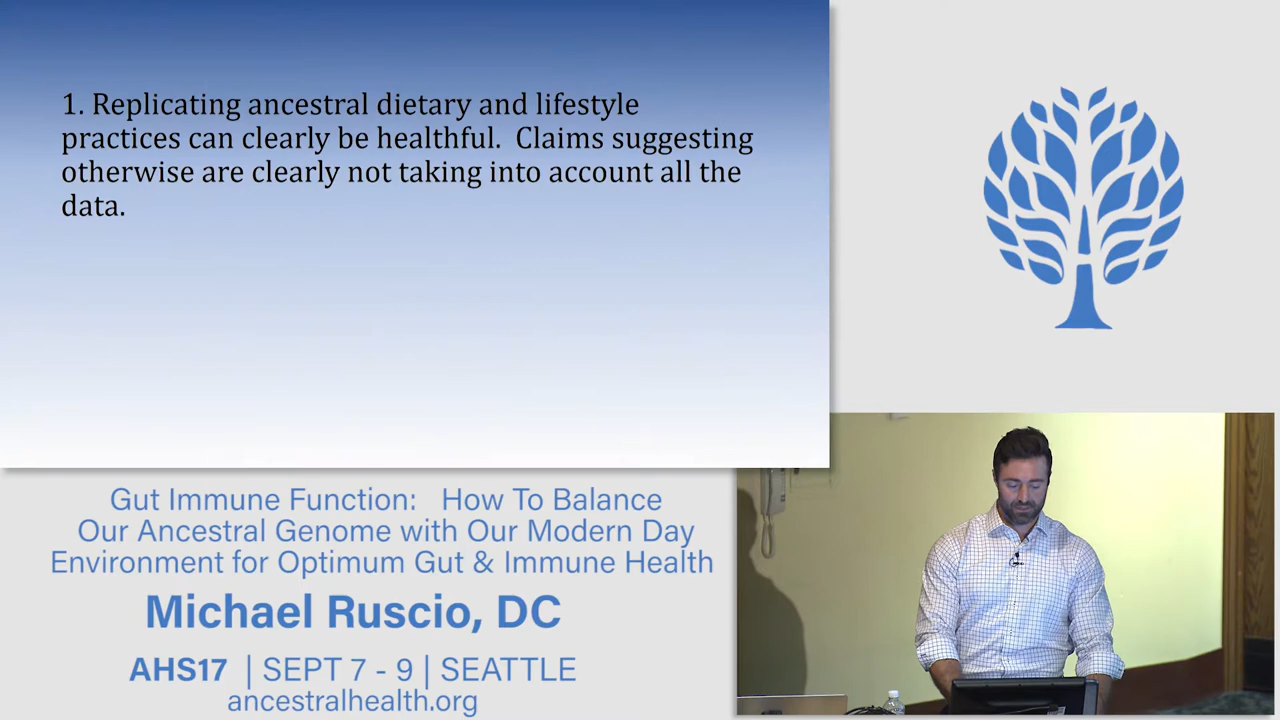 1. Replicating ancestral dietary and lifestyle
practices can clearly be healthful.  Claims suggesting
otherwise are clearly not taking into account all the
data.
Gut Immune Function:   How To Balance
Our Ancestral Genome with Our Modern Day
Environment for Optimum Gut & Immune Health
Michael Ruscio, DC
AHS17 | SEPT 7 - 9 | SEATTLE
ancestralhealth.org